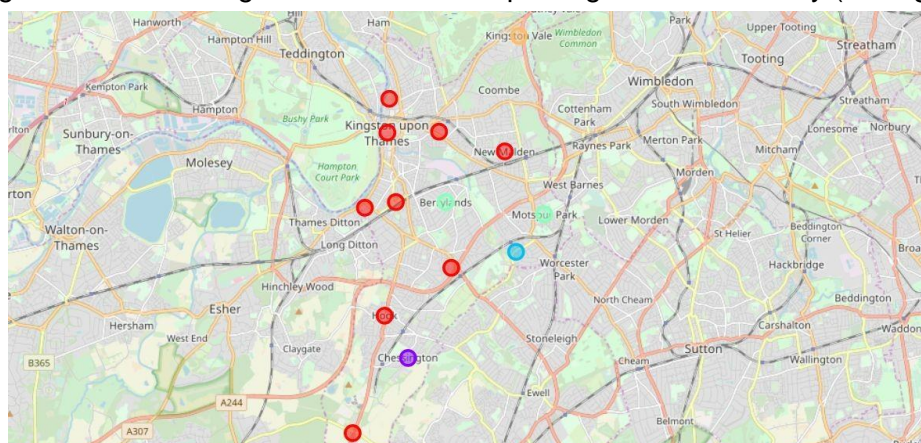 Hanworth
Ham
Park
Upper Tooting
Hampton Hill
Kingston Vale
Wimbledon
Common
Streatham
Teddington
Tooting
Kempton Park
Coombe
Wimbledon
Hampton
Cottenham
Park
South Wimbledon
Streatham
Bushy Park
Kingston upon
Thames
Lonesome
Norbury
Sunbury-on-
Thames
Raynes Park
Merton Park
Mitcham
Molesey
New Malden
Hampton
Court Park
Morden
West Barnes
Berrylands
Motspur Park
Lower Morden
Thames Ditton
Walton-on-
Thames
Long Ditton
St Helier
Beddington
Corner
Worcester
Park
Hackbridge
Hinchley Wood
North Cheam
Beddington
Esher
Hook
Hersham
West End
Stoneleigh
Carshalton
Claygate
Sutton
Chessington
Cheam
Wallington
B365
Ewell
A244
Belmont
A307